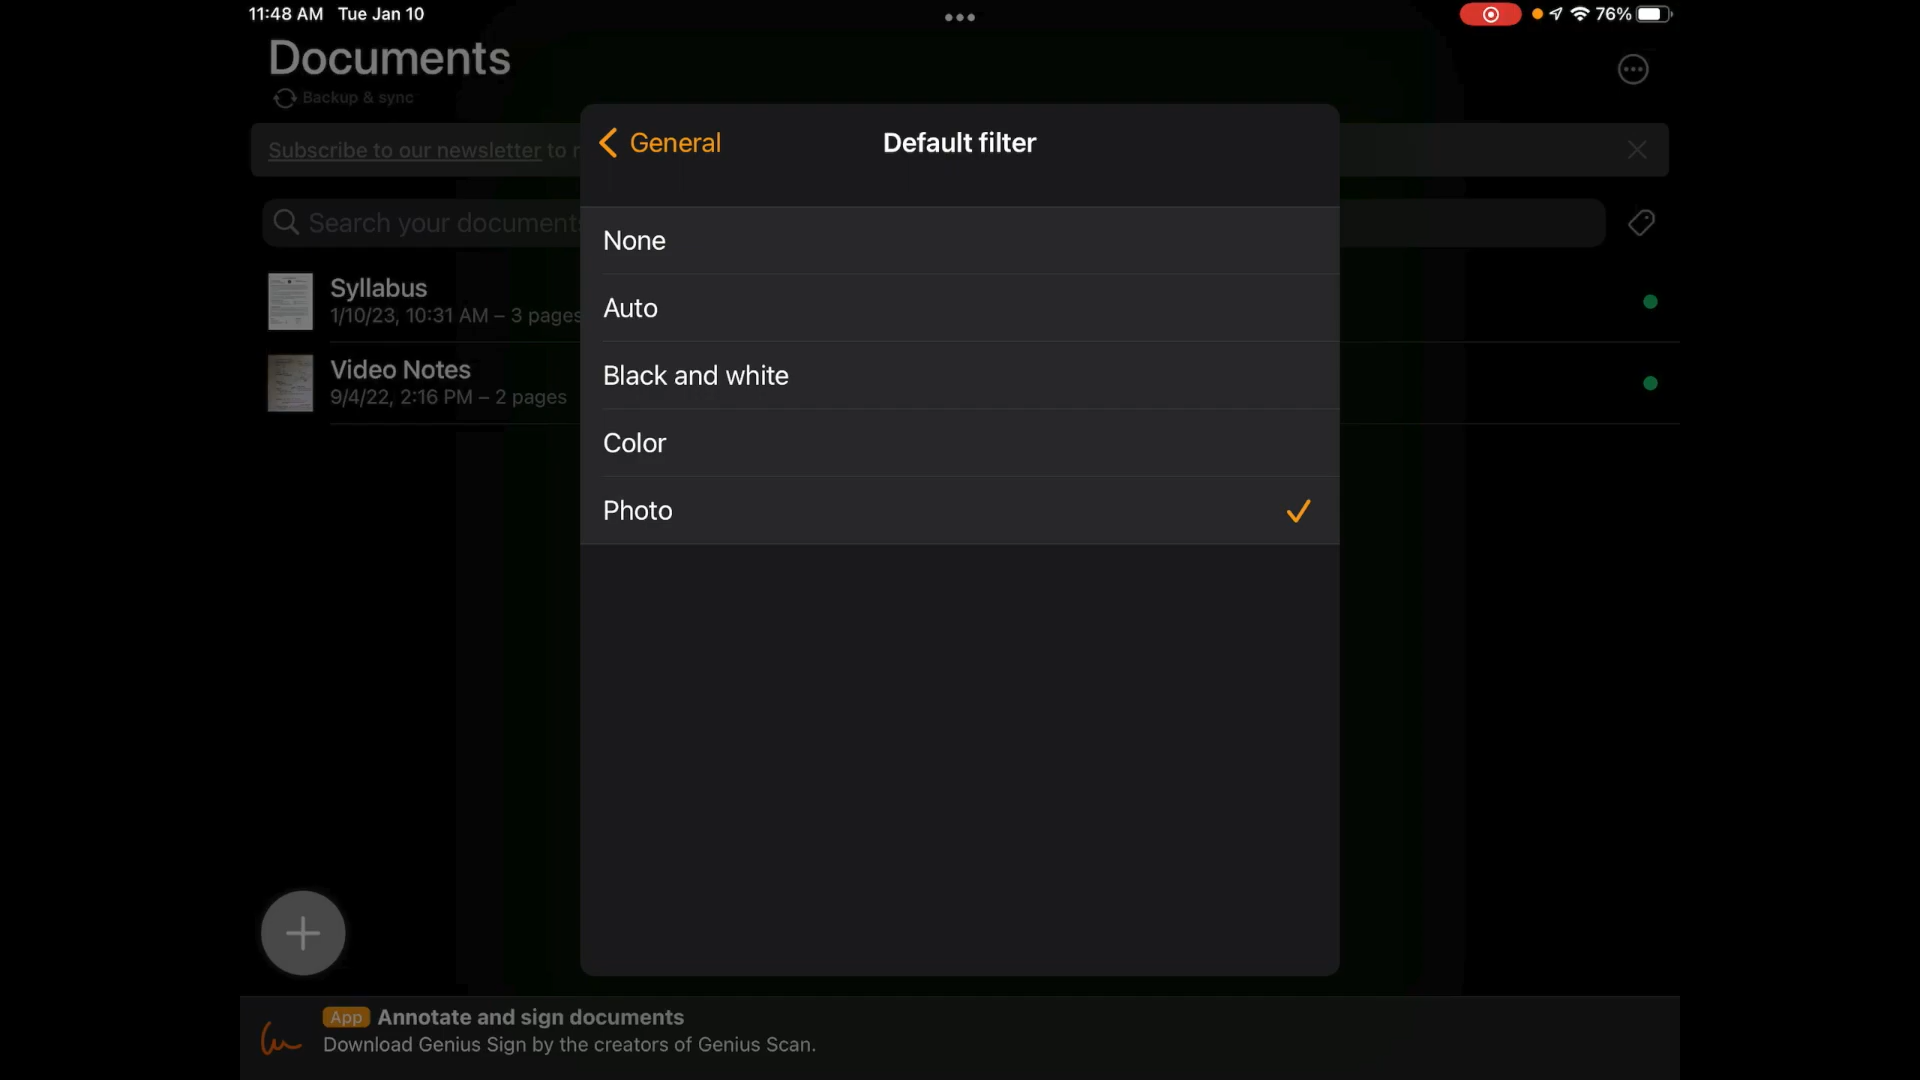 11:48 AM Tue Jan 10
76%
Documents
Backup & sync
Subscribe to our newsletter to r
Search your documents
Syllabus
1/10/23, 10:31 AM – 3 pages
Video Notes
9/4/22, 2:16 PM – 2 pages
General
Default filter
None
Auto
Black and white
Color
Photo
App Annotate and sign documents
Download Genius Sign by the creators of Genius Scan.